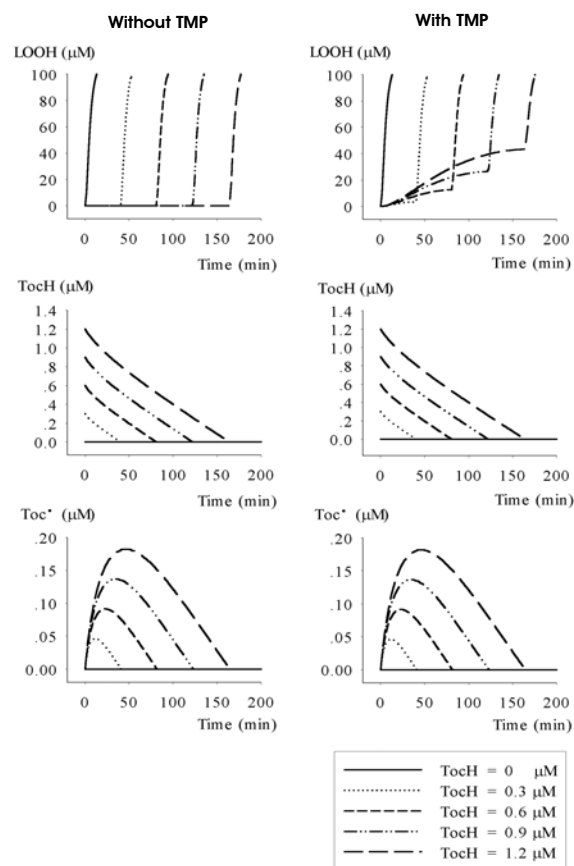 Without TMP
With TMP
LOOH (μM)
LOOH (μM)
100
80
60
40
20
0
0 50 100 150 200
Time (min)
100
80
60
40
20
0
0 50 100 150 200
Time (min)
TocH (μM)
TocH (μM)
1.4
1.2
1.0
.8
.6
.4
.2
0.0
0 50 100 150 200
Time (min)
1.4
1.2
1.0
.8
.6
.4
.2
0.0
0 50 100 150 200
Time (min)
Toc• (μM)
Toc• (μM)
.20
.15
.10
.05
0.00
0 50 100 150 200
Time (min)
.20
.15
.10
.05
0.00
0 50 100 150 200
Time (min)
TocH = 0 μM
TocH = 0.3 μM
TocH = 0.6 μM
TocH = 0.9 μM
TocH = 1.2 μM